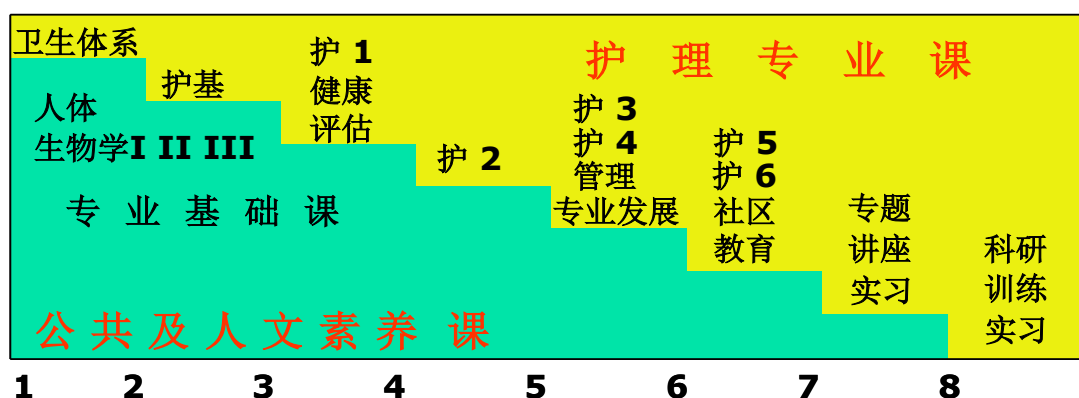 卫生体系
护基
护 1
健康
评估
护 理 专 业 课
人体
生物学I II III
护 2
护 3
护 4
管理
专业发展
护 5
护 6
社区
教育
专题
讲座
实习
科研
训练
实习
专 业 基 础 课
公 共 及 人 文 素 养 课
1 2 3 4 5 6 7 8